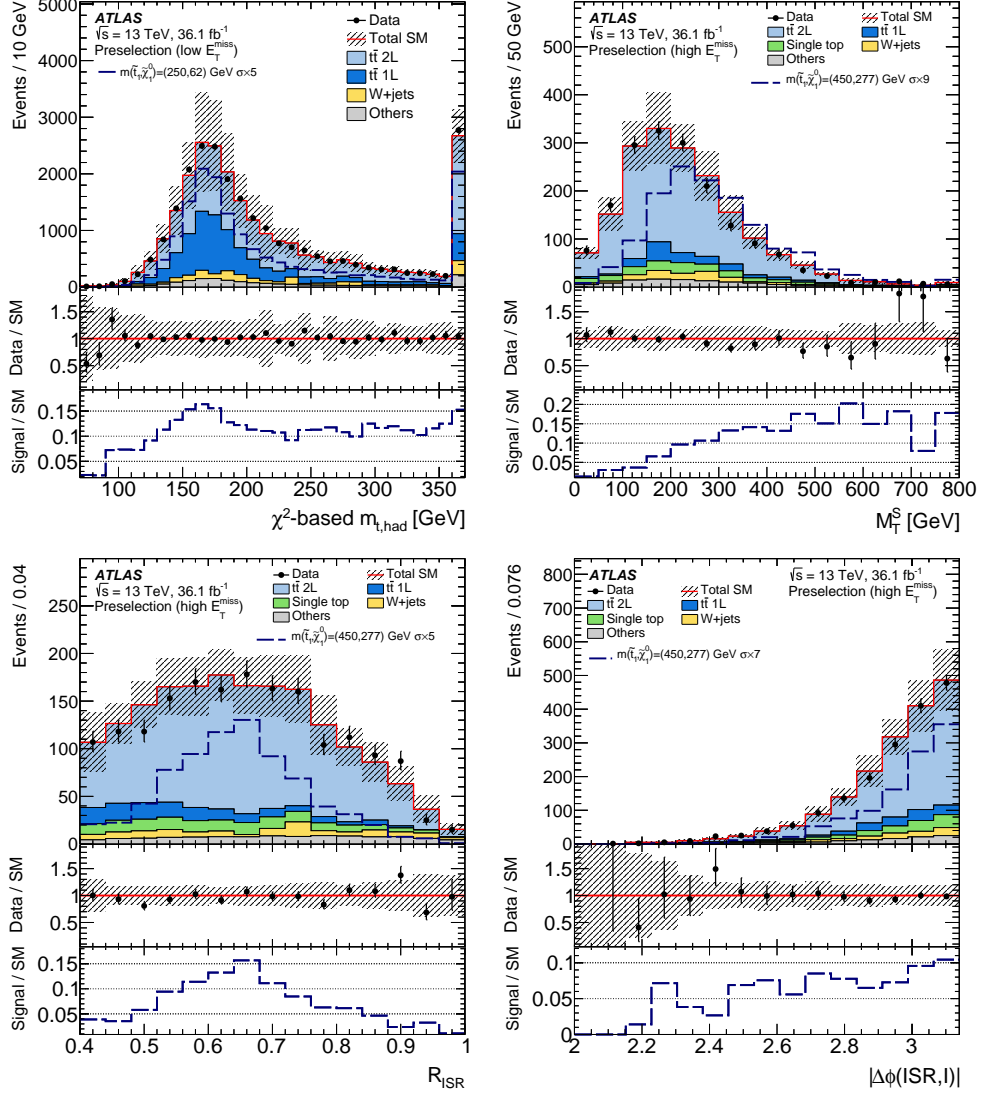 ATLAS
√s = 13 TeV, 36.1 fb⁻¹
Preselection (low E_T^miss)
m(t̃₁,χ̃₁⁰)=(250,62) GeV σ×5
Data
Total SM
tt̄ 2L
tt̄ 1L
W+jets
Others
Events / 10 GeV
5000
4000
3000
2000
1000
0
Data / SM
1.5
1
0.5
Signal / SM
0.15
0.1
0.05
100 150 200 250 300 350
χ²-based m_t,had [GeV]
ATLAS
√s = 13 TeV, 36.1 fb⁻¹
Preselection (high E_T^miss)
Data Total SM
tt̄ 2L tt̄ 1L
Single top W+jets
Others
m(t̃₁,χ̃₁⁰)=(450,277) GeV σ×9
Events / 50 GeV
500
400
300
200
100
0
Data / SM
1.5
1
0.5
Signal / SM
0.2
0.15
0.1
0.05
0 100 200 300 400 500 600 700 800
M_T^S [GeV]
ATLAS
√s = 13 TeV, 36.1 fb⁻¹
Preselection (high E_T^miss)
Data Total SM
tt̄ 2L tt̄ 1L
Single top W+jets
Others
m(t̃₁,χ̃₁⁰)=(450,277) GeV σ×5
Events / 0.04
250
200
150
100
50
0
Data / SM
1.5
1
0.5
Signal / SM
0.15
0.1
0.05
0.4 0.5 0.6 0.7 0.8 0.9 1
R_ISR
ATLAS
√s = 13 TeV, 36.1 fb⁻¹
Preselection (high E_T^miss)
Data Total SM
tt̄ 2L tt̄ 1L
Single top W+jets
Others
m(t̃₁,χ̃₁⁰)=(450,277) GeV σ×7
Events / 0.076
800
700
600
500
400
300
200
100
0
Data / SM
1.5
1
0.5
Signal / SM
0.1
0.05
0
2 2.2 2.4 2.6 2.8 3
|Δϕ(ISR,I)|